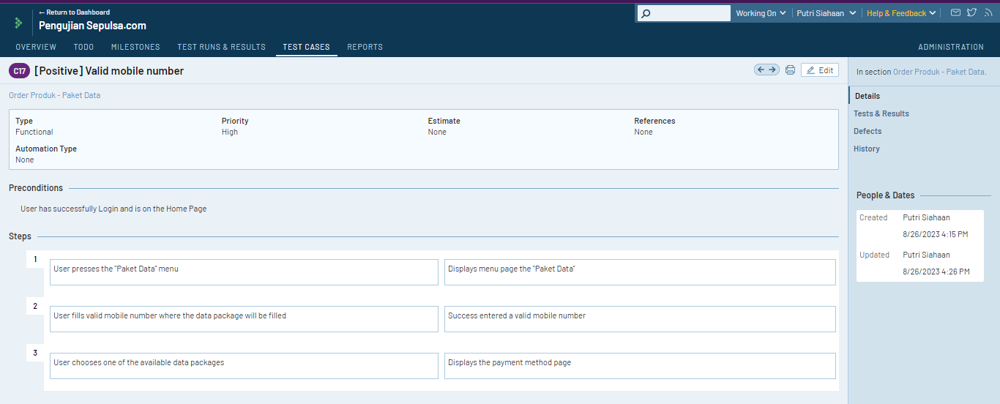 ← Return to Dashboard
Pengujian Sepulsa.com
Working On
Putri Siahaan
Help & Feedback
OVERVIEW
TODO
MILESTONES
TEST RUNS & RESULTS
TEST CASES
REPORTS
ADMINISTRATION
C17
[Positive] Valid mobile number
Edit
In section Order Produk - Paket Data.
Order Produk - Paket Data
Type
Functional
Priority
High
Estimate
None
References
None
Automation Type
None
Details
Tests & Results
Defects
History
Preconditions
User has successfully Login and is on the Home Page
Steps
1
User presses the "Paket Data" menu
Displays menu page the "Paket Data"
2
User fills valid mobile number where the data package will be filled
Success entered a valid mobile number
3
User chooses one of the available data packages
Displays the payment method page
People & Dates
Created
Putri Siahaan
8/26/2023 4:15 PM
Updated
Putri Siahaan
8/26/2023 4:26 PM